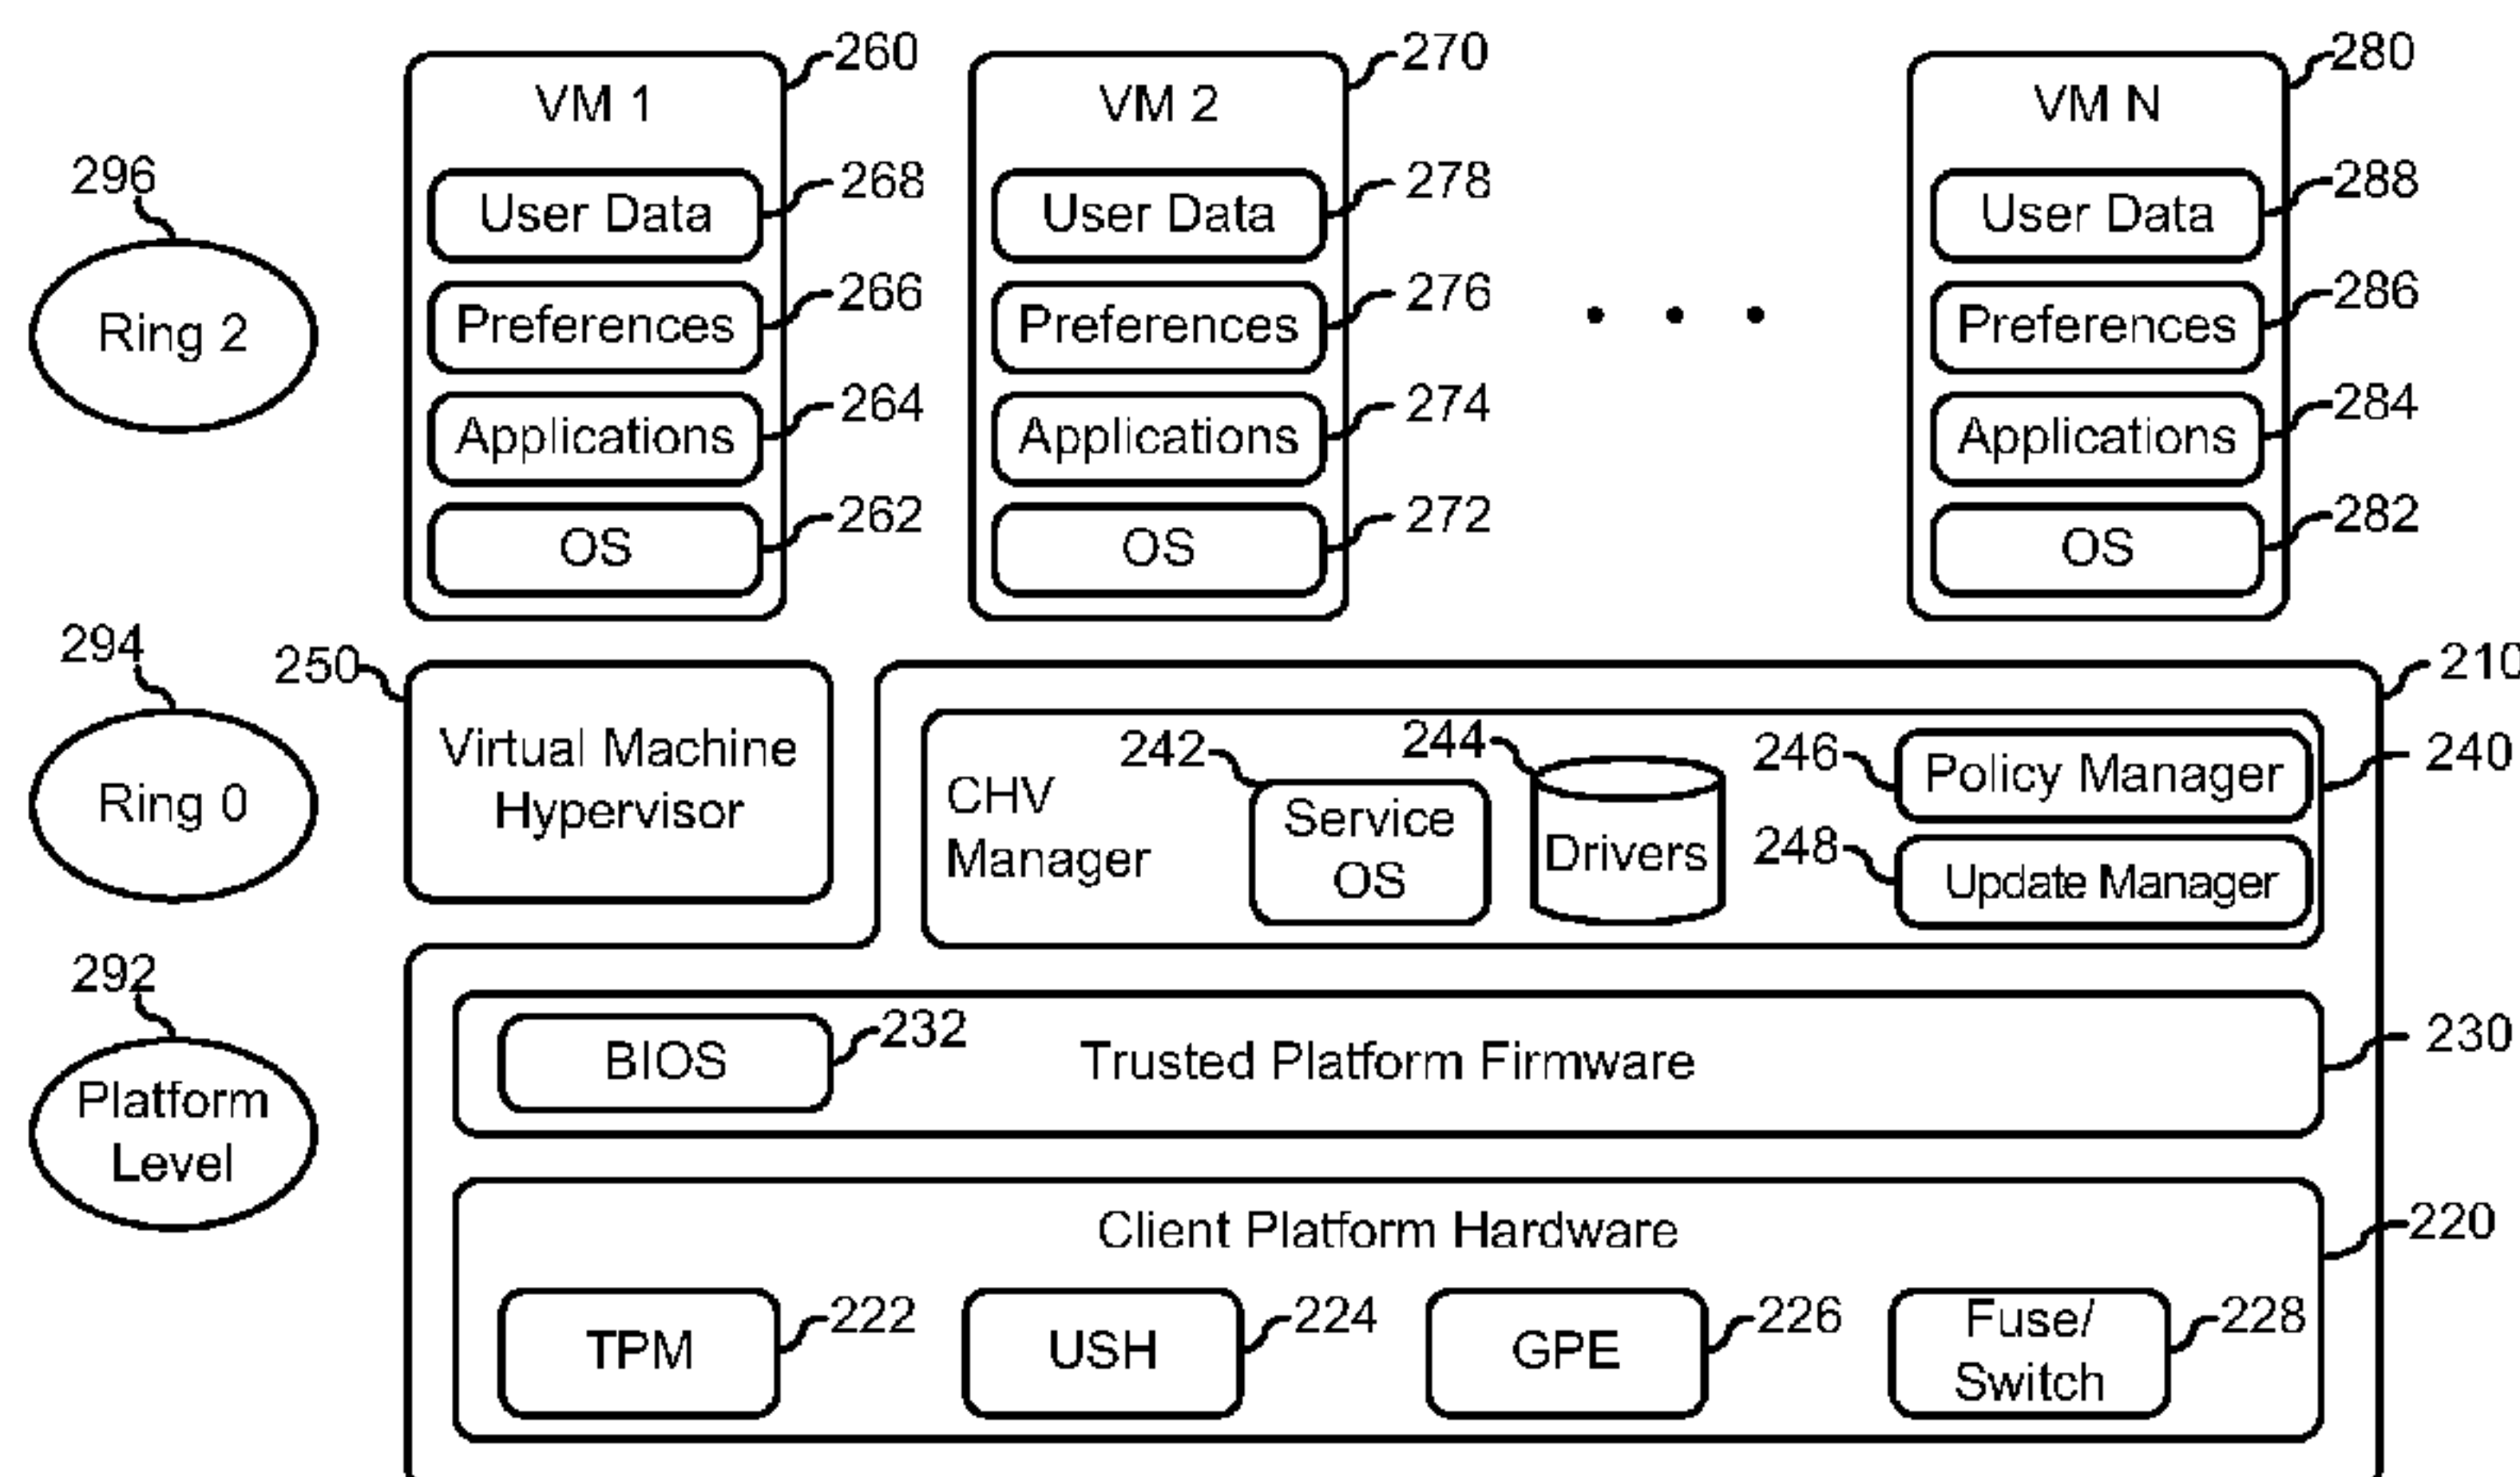 260
270
280
VM 1
VM 2
VM N
296
268
278
288
User Data
User Data
User Data
266
276
286
Ring 2
Preferences
Preferences
Preferences
264
274
284
Applications
Applications
Applications
262
272
282
OS
OS
OS
294
250
210
Virtual Machine
Hypervisor
Ring 0
CHV
Manager
242
Service
OS
244
Drivers
246
Policy Manager
240
248
Update Manager
292
Platform
Level
BIOS
232
Trusted Platform Firmware
230
Client Platform Hardware
220
TPM
222
USH
224
GPE
226
Fuse/
Switch
228